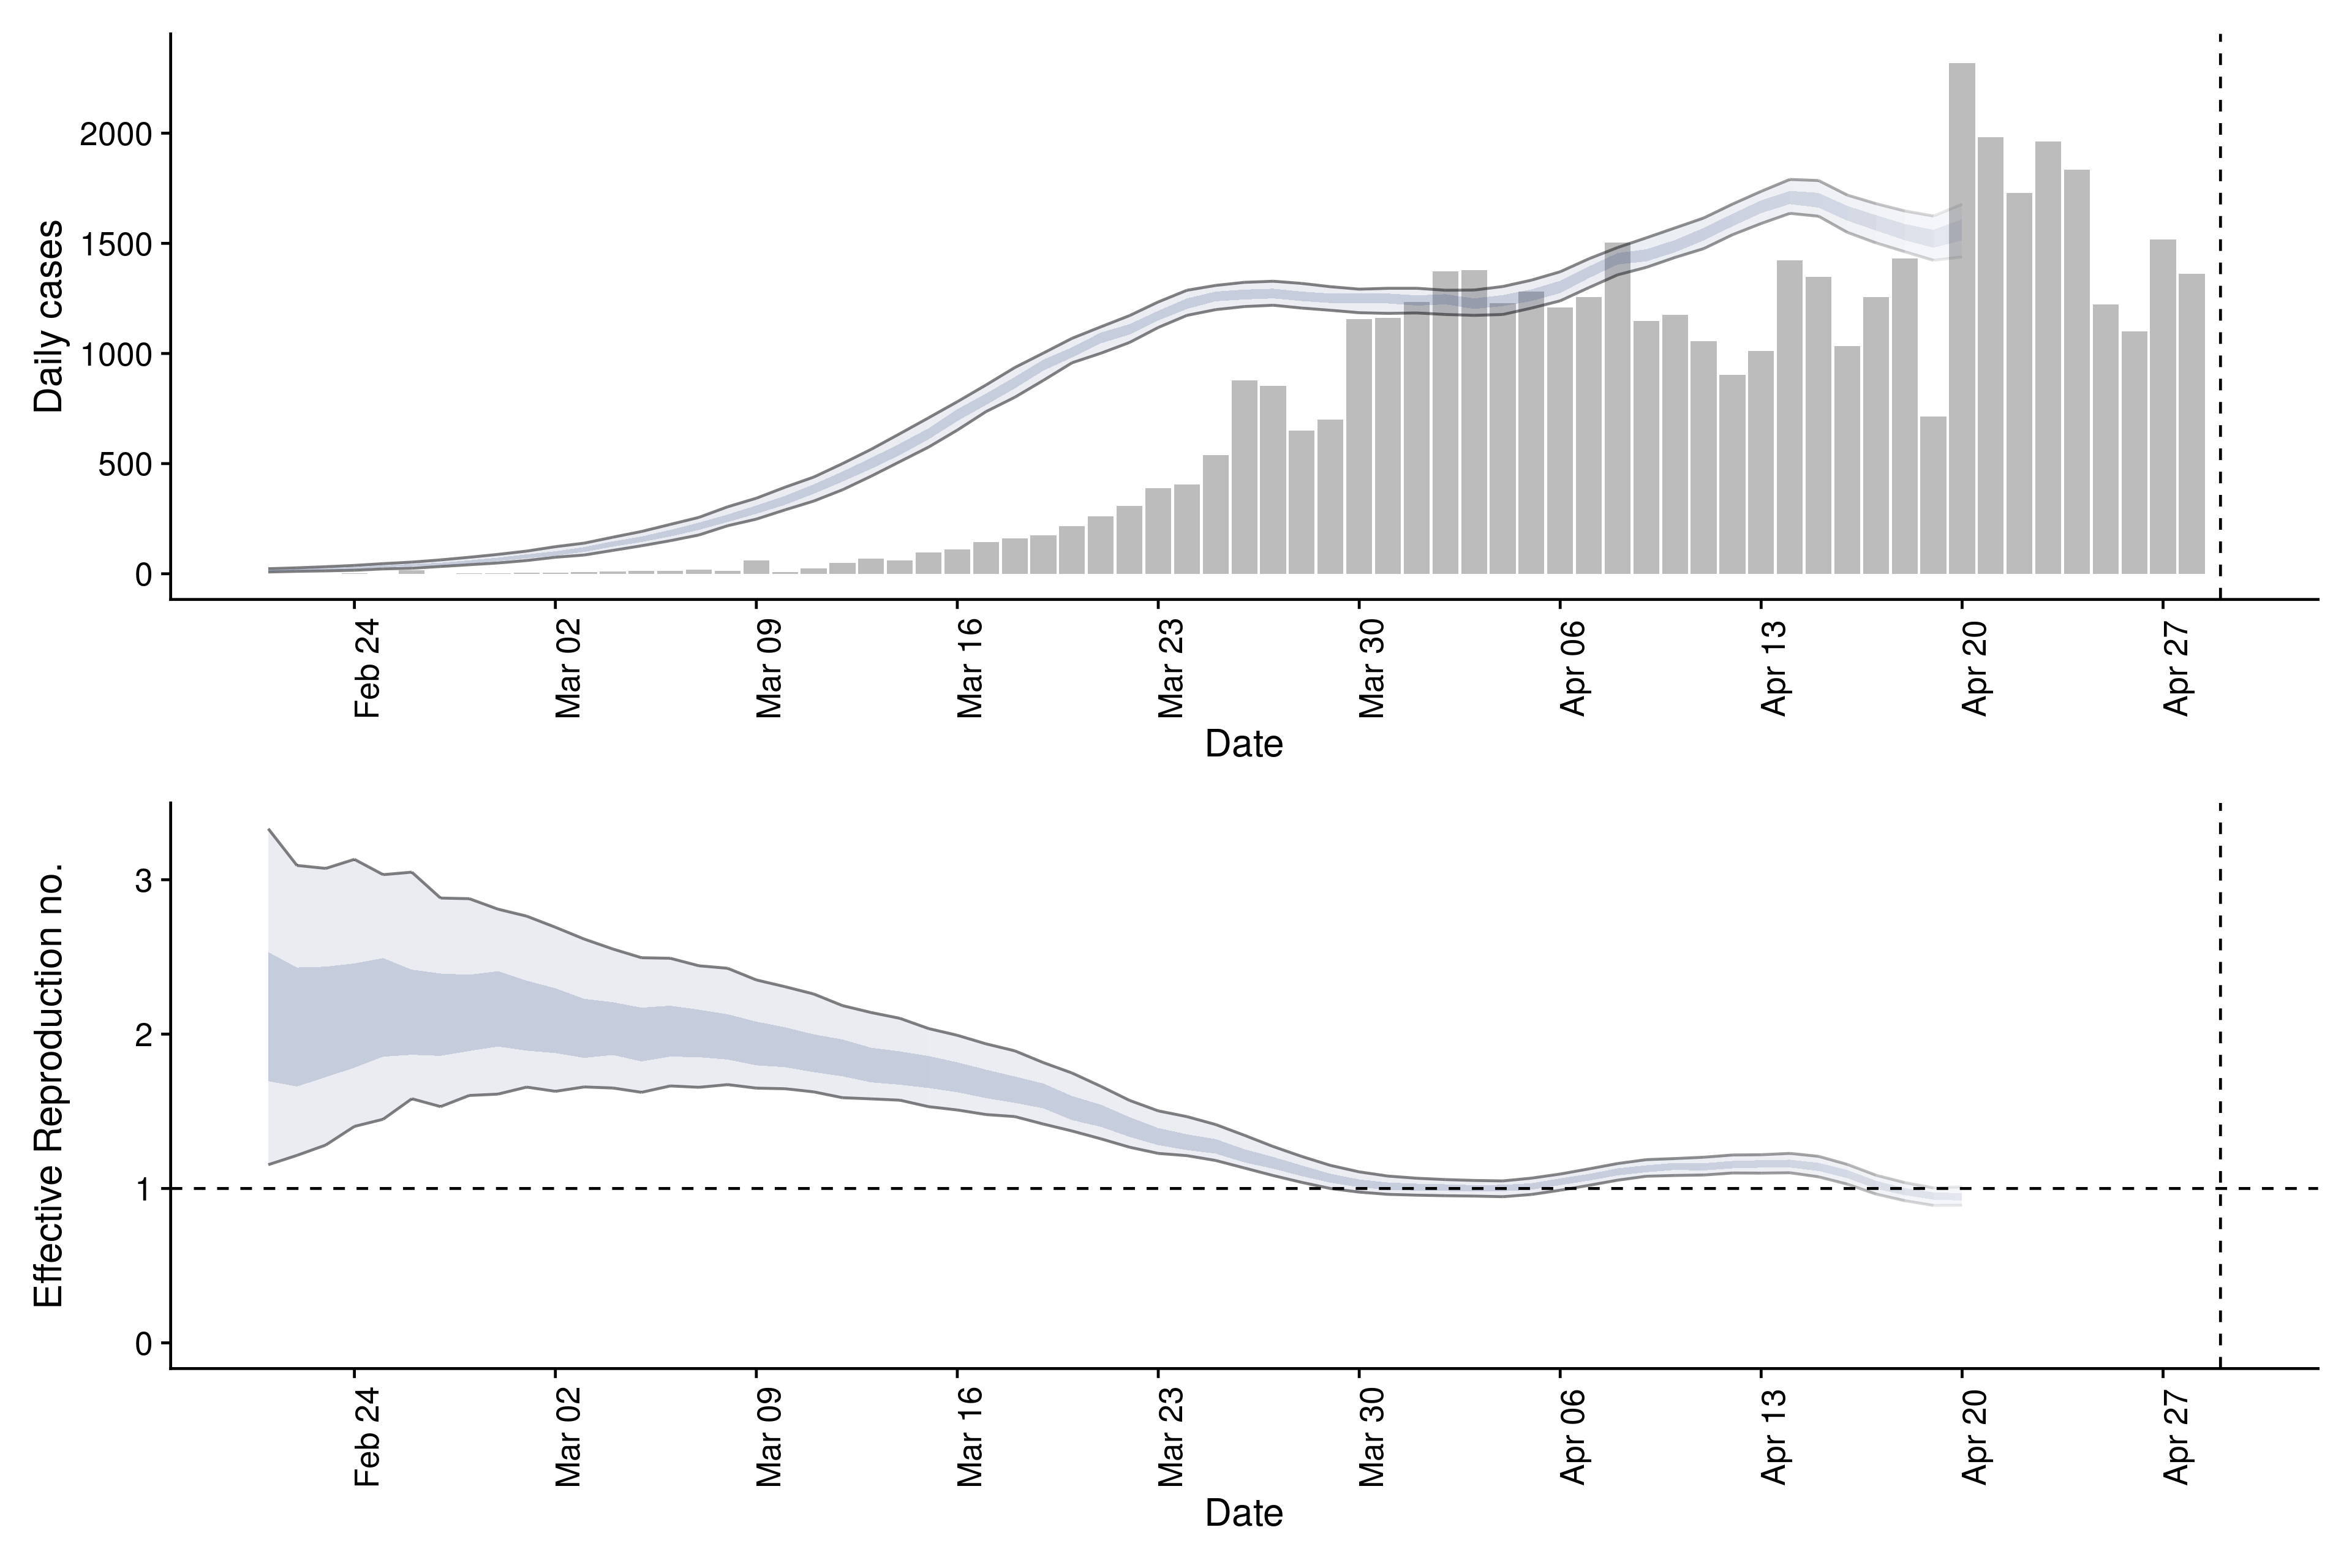 Daily cases
2000
1500
1000
500
0
Feb 24
Mar 02
Mar 09
Mar 16
Mar 23
Mar 30
Apr 06
Apr 13
Apr 20
Apr 27
Date
Effective Reproduction no.
3
2
1
0
Feb 24
Mar 02
Mar 09
Mar 16
Mar 23
Mar 30
Apr 06
Apr 13
Apr 20
Apr 27
Date